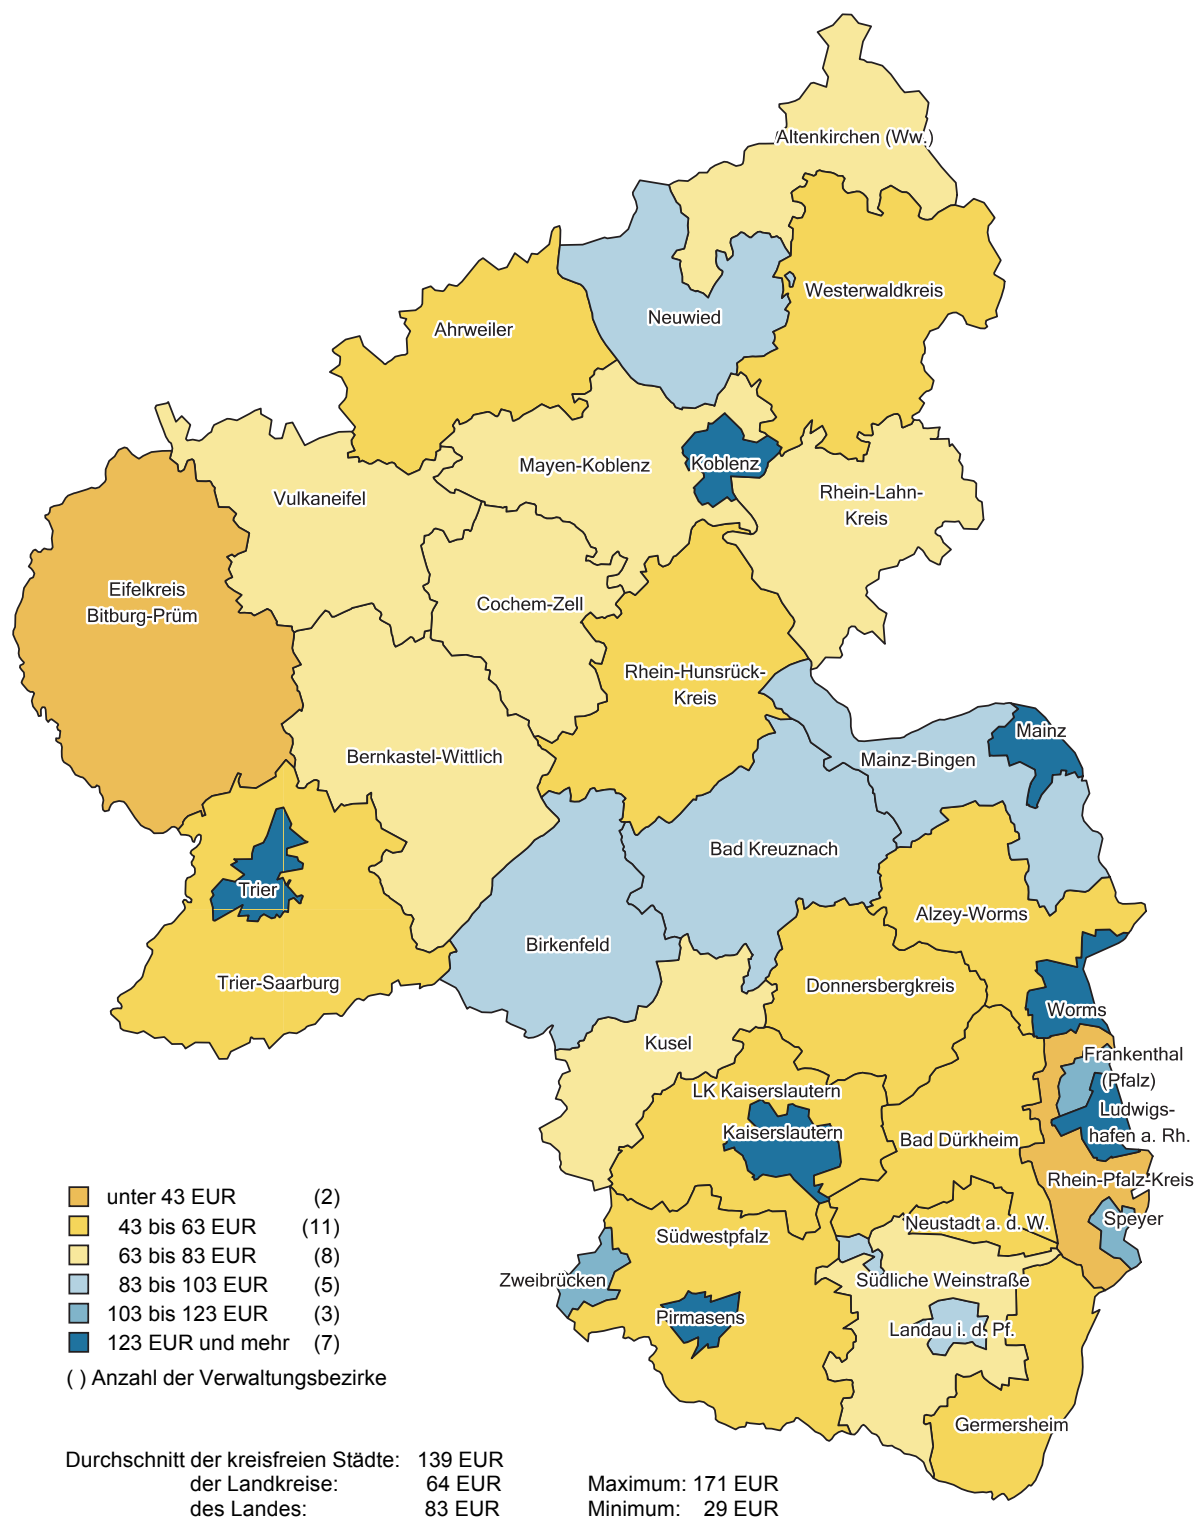 Altenkirchen (Ww.)
Westerwaldkreis
Neuwied
Ahrweiler
Mayen-Koblenz
Koblenz
Vulkaneifel
Rhein-Lahn-
Kreis
Eifelkreis
Bitburg-Prüm
Cochem-Zell
Rhein-Hunsrück-
Kreis
Mainz
Bernkastel-Wittlich
Mainz-Bingen
Bad Kreuznach
Trier
Alzey-Worms
Birkenfeld
Trier-Saarburg
Donnersbergkreis
Worms
Kusel
Frankenthal
(Pfalz)
LK Kaiserslautern
Ludwigs-
hafen a. Rh.
Kaiserslautern
Bad Dürkheim
Rhein-Pfalz-Kreis
Speyer
Neustadt a. d. W.
Südwestpfalz
Zweibrücken
Südliche Weinstraße
Pirmasens
Landau i. d. Pf.
Germersheim
unter 43 EUR (2)
43 bis 63 EUR (11)
63 bis 83 EUR (8)
83 bis 103 EUR (5)
103 bis 123 EUR (3)
123 EUR und mehr (7)
( ) Anzahl der Verwaltungsbezirke
Durchschnitt der kreisfreien Städte: 139 EUR
der Landkreise: 64 EUR Maximum: 171 EUR
des Landes: 83 EUR Minimum: 29 EUR